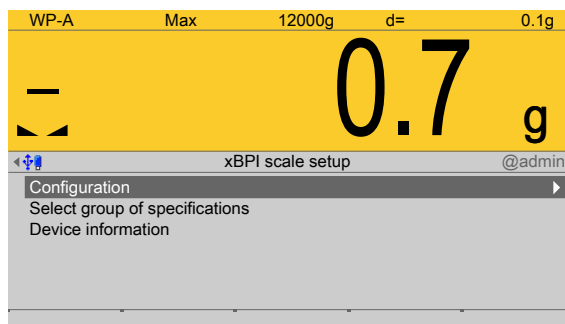 WP-A Max 12000g d= 0.1g
– 0.7 g
xBPI scale setup @admin
Configuration
Select group of specifications
Device information